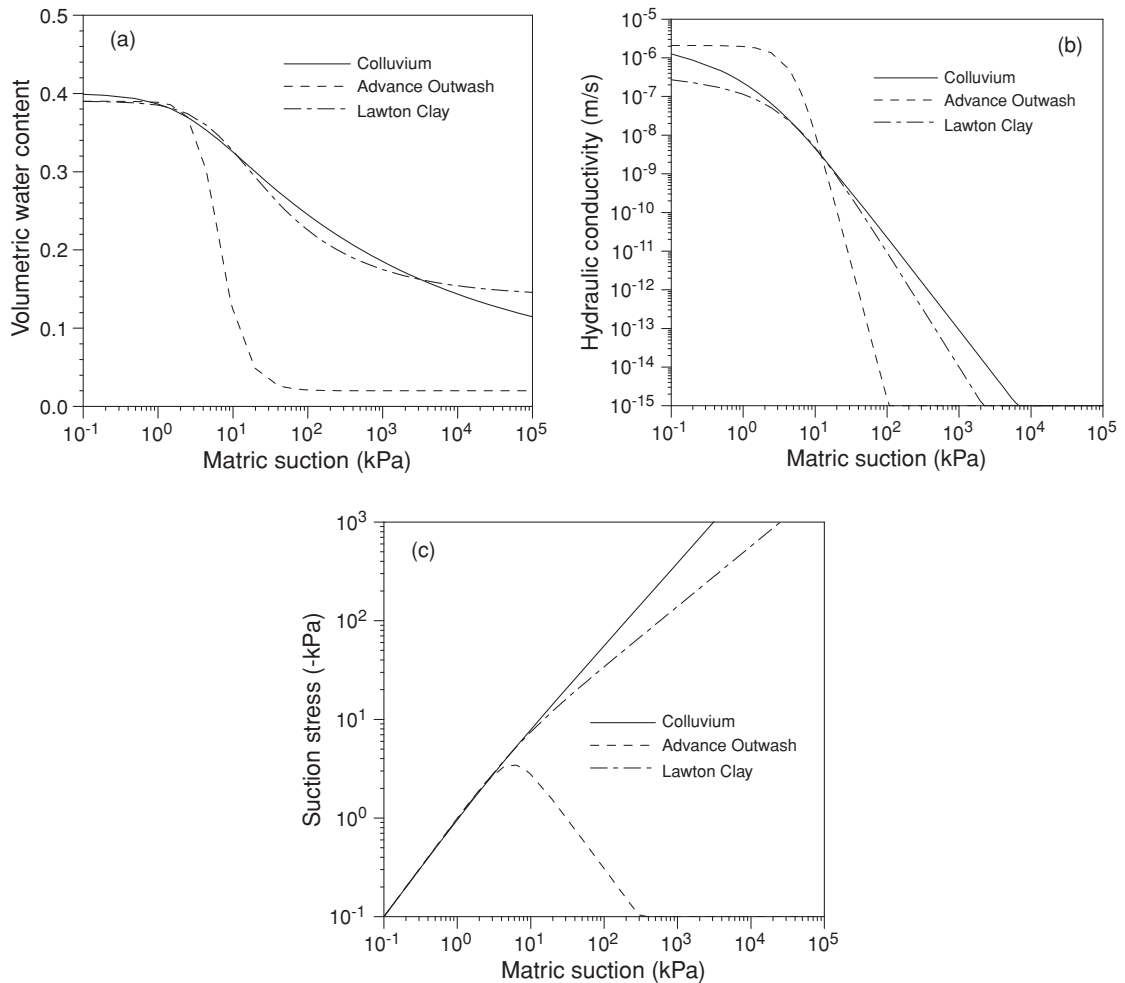 (a)
Volumetric water content
0.5
0.4
0.3
0.2
0.1
0.0
Colluvium
Advance Outwash
Lawton Clay
10-1 100 101 102 103 104 105
Matric suction (kPa)
(b)
Hydraulic conductivity (m/s)
10-5
10-6
10-7
10-8
10-9
10-10
10-11
10-12
10-13
10-14
10-15
Colluvium
Advance Outwash
Lawton Clay
10-1 100 101 102 103 104 105
Matric suction (kPa)
(c)
Suction stress (-kPa)
103
102
101
100
10-1
Colluvium
Advance Outwash
Lawton Clay
10-1 100 101 102 103 104 105
Matric suction (kPa)